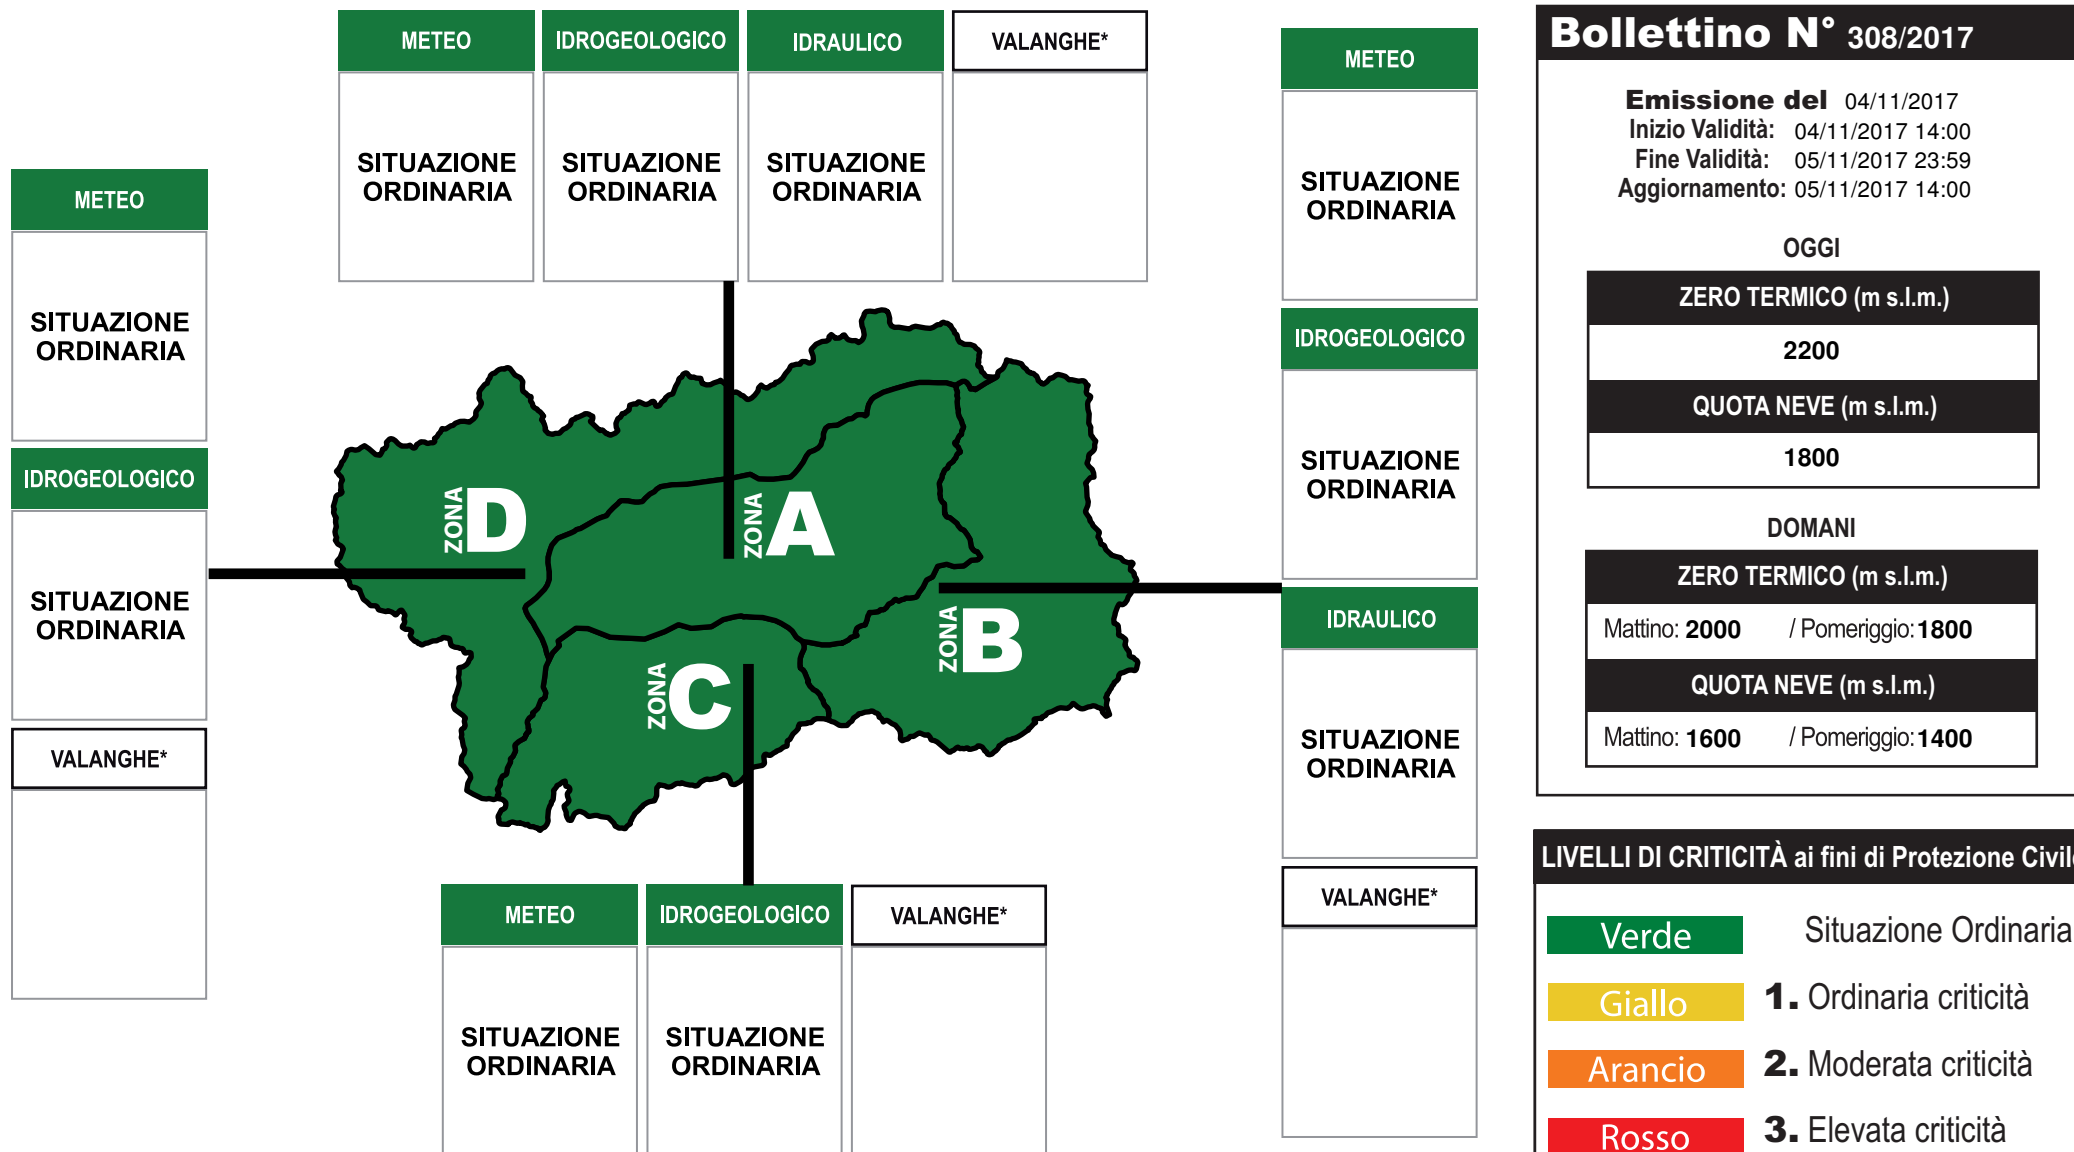 METEO
IDROGEOLOGICO
IDRAULICO
VALANGHE*
SITUAZIONE
ORDINARIA
SITUAZIONE
ORDINARIA
SITUAZIONE
ORDINARIA
METEO
SITUAZIONE
ORDINARIA
IDROGEOLOGICO
SITUAZIONE
ORDINARIA
VALANGHE*
ZONA D
ZONA A
ZONA B
ZONA C
METEO
SITUAZIONE
ORDINARIA
IDROGEOLOGICO
SITUAZIONE
ORDINARIA
IDRAULICO
SITUAZIONE
ORDINARIA
VALANGHE*
METEO
IDROGEOLOGICO
VALANGHE*
SITUAZIONE
ORDINARIA
SITUAZIONE
ORDINARIA
Bollettino N° 308/2017
Emissione del 04/11/2017
Inizio Validità: 04/11/2017 14:00
Fine Validità: 05/11/2017 23:59
Aggiornamento: 05/11/2017 14:00
OGGI
ZERO TERMICO (m s.l.m.)
2200
QUOTA NEVE (m s.l.m.)
1800
DOMANI
ZERO TERMICO (m s.l.m.)
Mattino: 2000 / Pomeriggio: 1800
QUOTA NEVE (m s.l.m.)
Mattino: 1600 / Pomeriggio: 1400
LIVELLI DI CRITICITÀ ai fini di Protezione Civile
Verde Situazione Ordinaria
Giallo 1. Ordinaria criticità
Arancio 2. Moderata criticità
Rosso 3. Elevata criticità